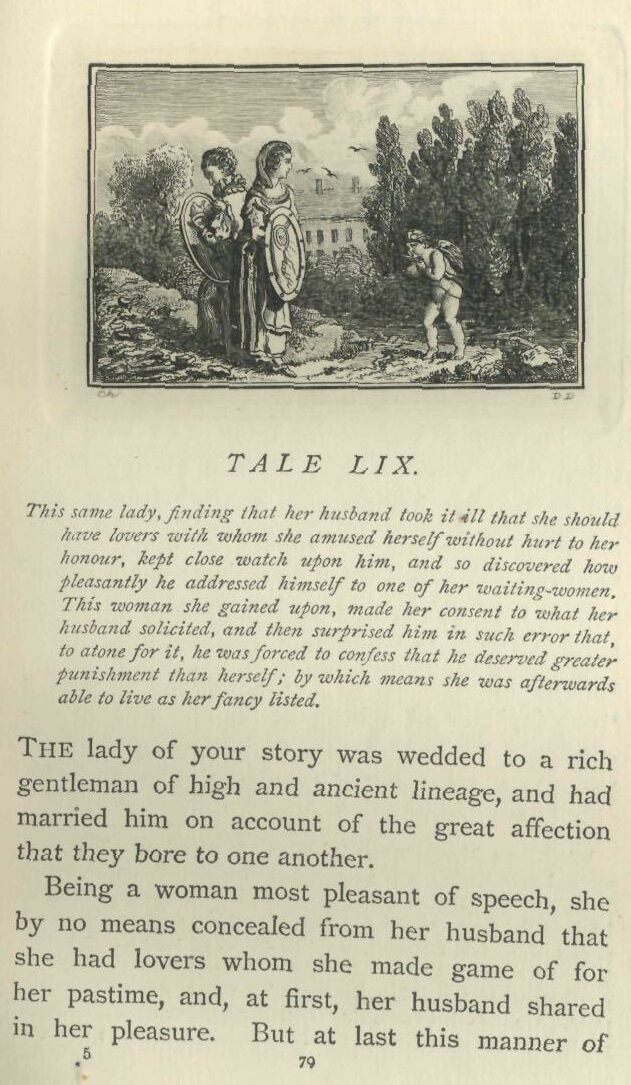 Ch
D D
TALE LIX.
This same lady, finding that her husband took it ill that she should
have lovers with whom she amused herself without hurt to her
honour, kept close watch upon him, and so discovered how
pleasantly he addressed himself to one of her waiting-women.
This woman she gained upon, made her consent to what her
husband solicited, and then surprised him in such error that,
to atone for it, he was forced to confess that he deserved greater
punishment than herself; by which means she was afterwards
able to live as her fancy listed.
THE lady of your story was wedded to a rich
gentleman of high and ancient lineage, and had
married him on account of the great affection
that they bore to one another.
Being a woman most pleasant of speech, she
by no means concealed from her husband that
she had lovers whom she made game of for
her pastime, and, at first, her husband shared
in her pleasure. But at last this manner of
5
79